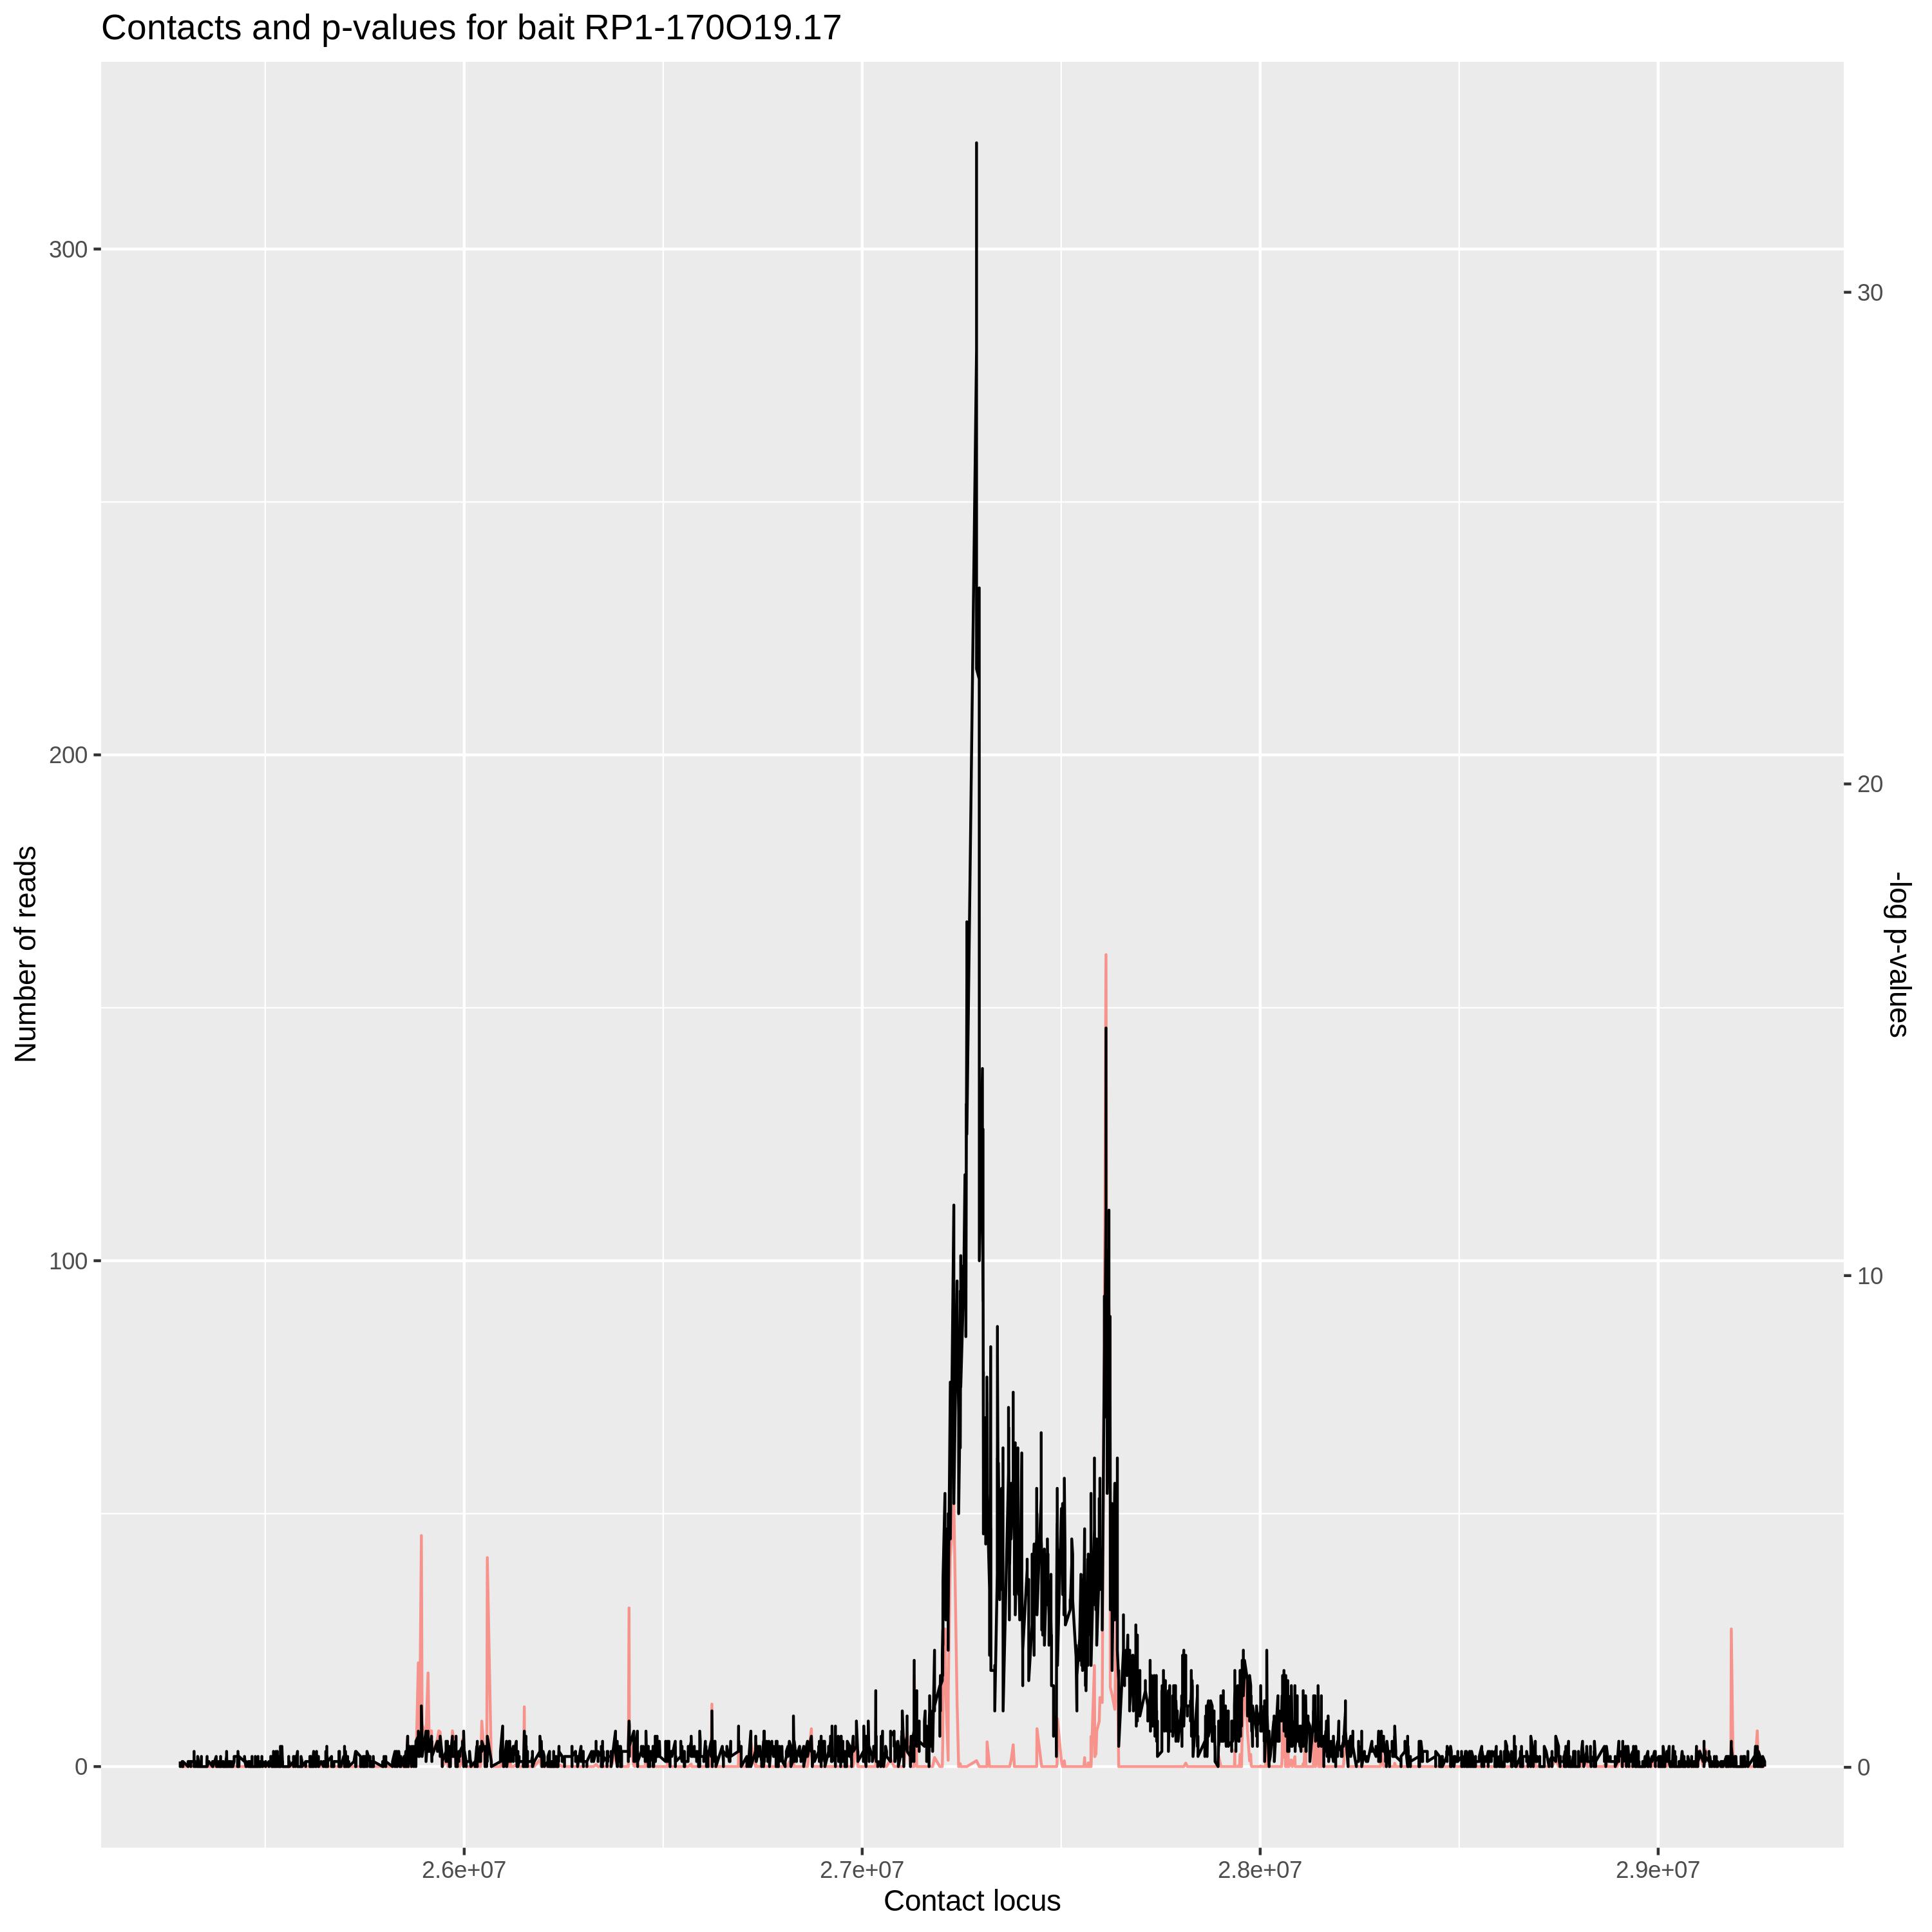 Contacts and p-values for bait RP1-170O19.17
300
200
100
0
30
20
10
0
Number of reads
-log p-values
2.6e+07
2.7e+07
2.8e+07
2.9e+07
Contact locus